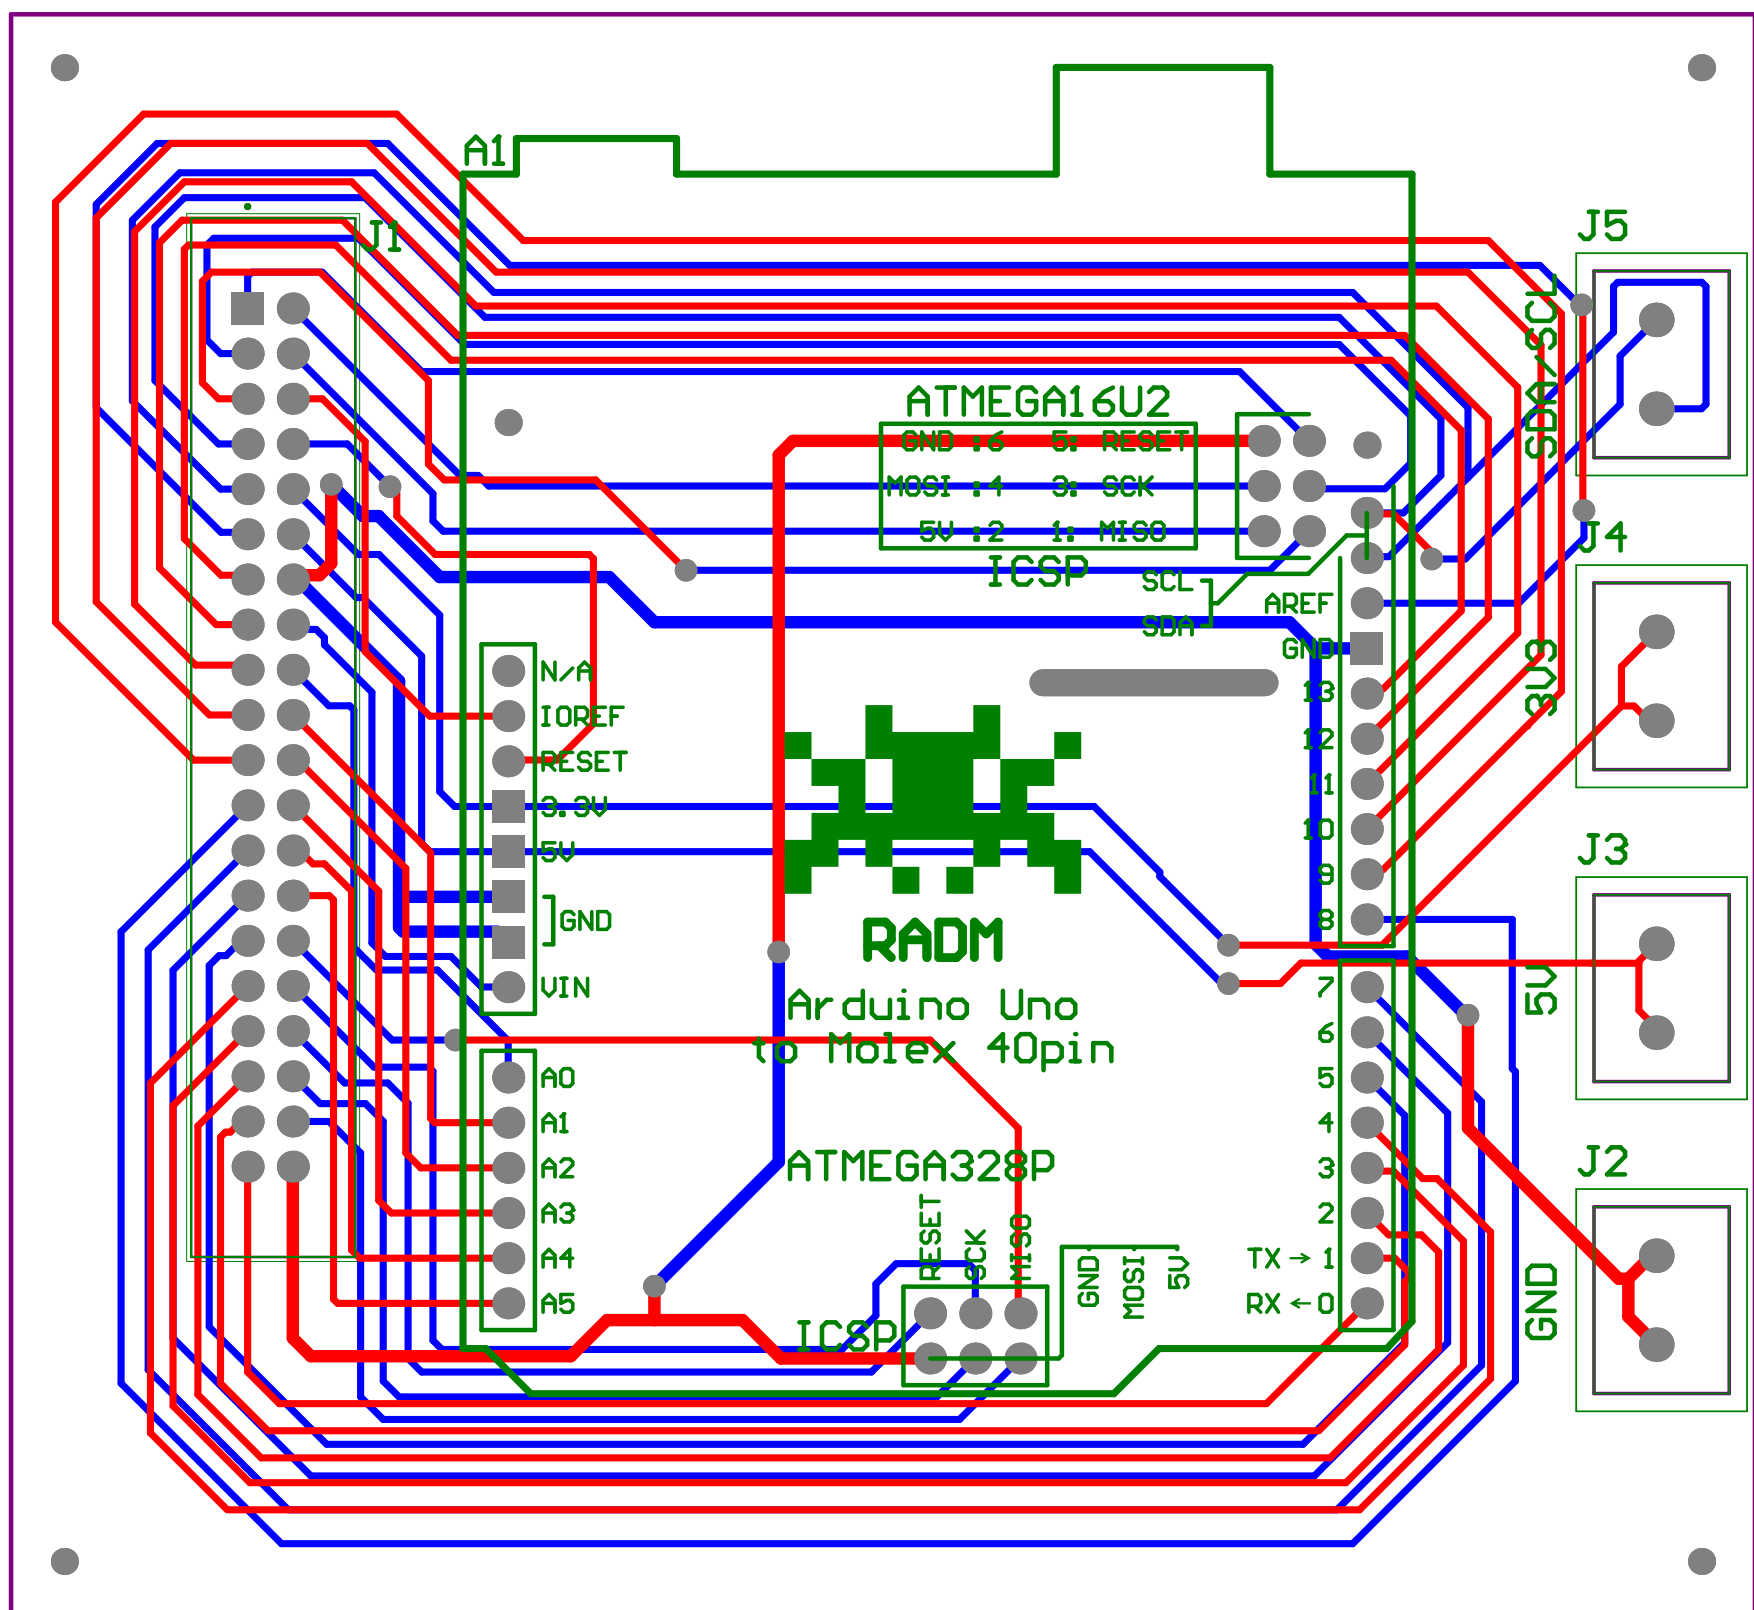 A1
J1
J5
SDA/SCL
ATMEGA16U2
GND :6 5: RESET
MOSI:4 3: SCK
5V :2 1: MISO
ICSP
SCL
SDA
J4
3V3
AREF
GND
13
12
11
10
9
8
N/A
IOREF
RESET
3.3V
5V
GND
VIN
RADM
Arduino Uno
to Molex 40pin
J3
5V
7
6
5
4
3
2
TX→ 1
RX← 0
A0
A1
A2
A3
A4
A5
ATMEGA328P
RESET
SCK
MISO
GND
MOSI
5V
ICSP
J2
GND